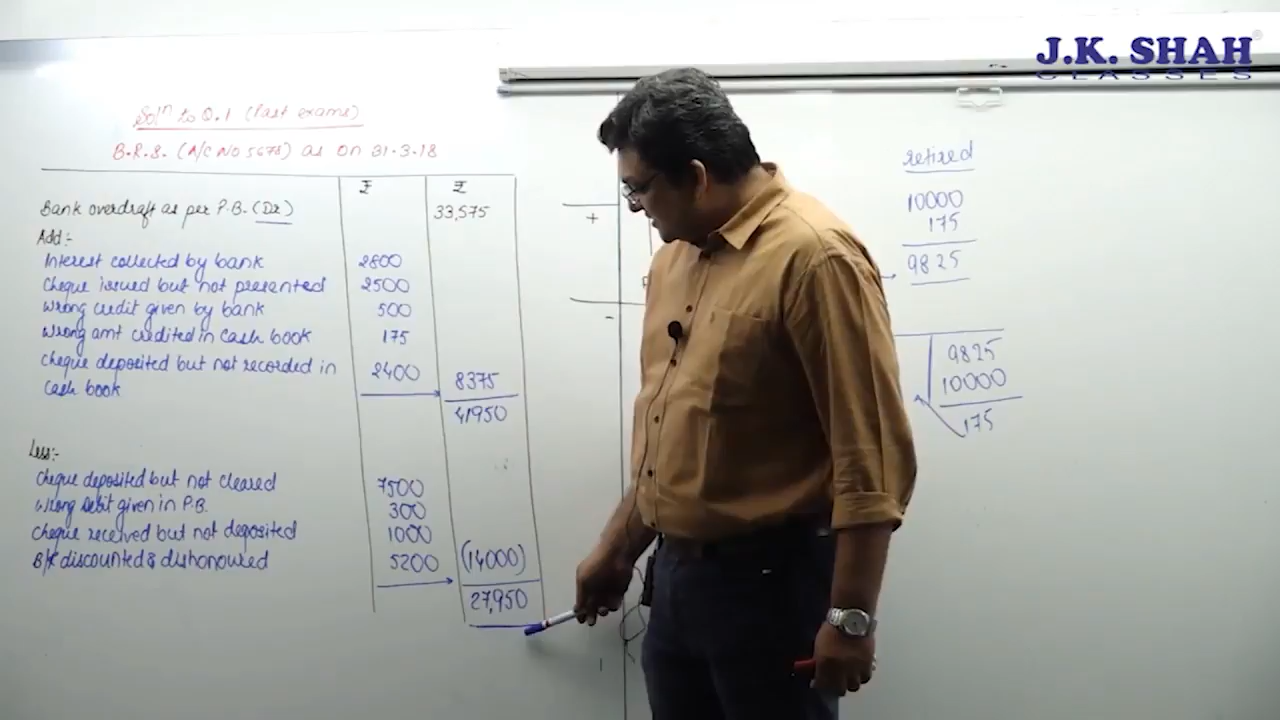 J.K. SHAH
CLASSES
Solⁿ to Q.1 (Past exams)
B.R.S. (A/C No 5678) as on 31-3-18
₹ ₹
Bank overdraft as per P.B. (Dr) 33,575
Add:-
Interest collected by bank 2800
Cheque issued but not presented 2500
Wrong credit given by bank 500
Wrong amt credited in Cash book 175
Cheque deposited but not recorded in
Cash book 2400 8375
41950
Less:-
Cheque deposited but not cleared 7500
Wrong debit given in P.B. 300
Cheque received but not deposited 1000
B/R discounted & dishonoured 5200 (14000)
27,950
+
-
retired
10000
175
9825
9825
10000
175